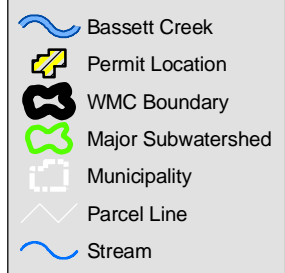 Bassett Creek
Permit Location
WMC Boundary
Major Subwatershed
Municipality
Parcel Line
Stream